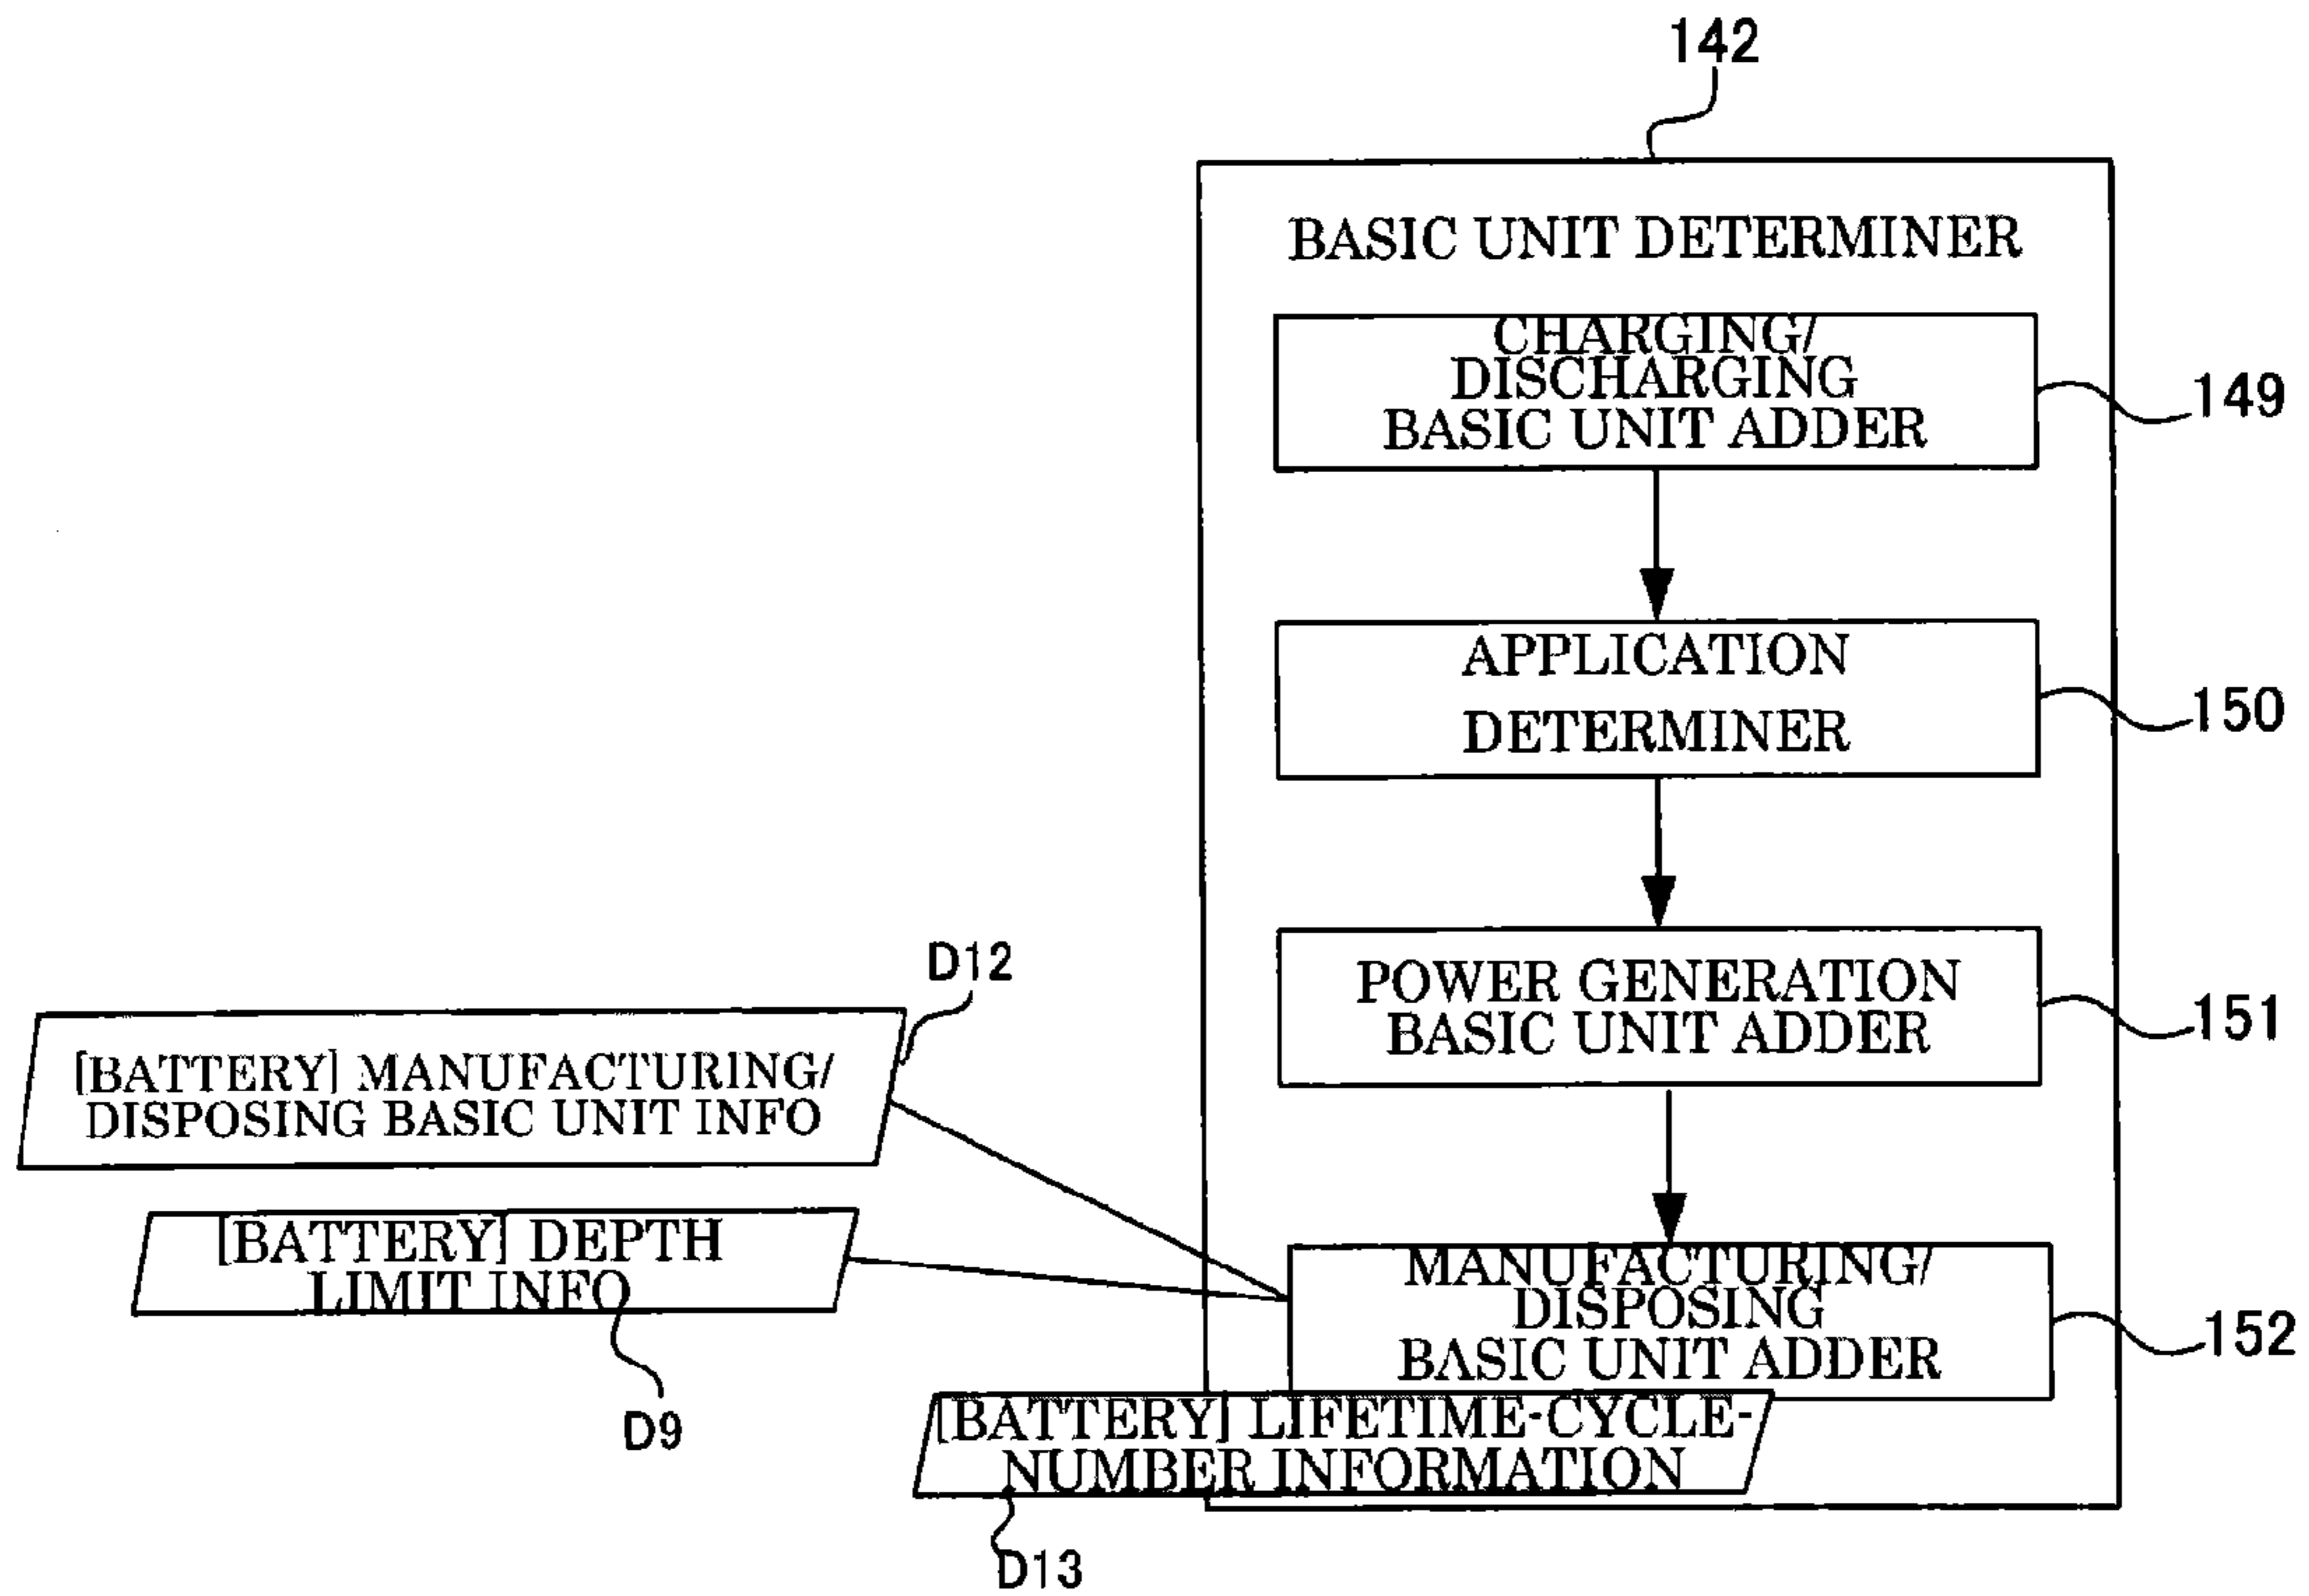 142
BASIC UNIT DETERMINER
CHARGING/
DISCHARGING
BASIC UNIT ADDER
149
APPLICATION
DETERMINER
150
POWER GENERATION
BASIC UNIT ADDER
151
D12
[BATTERY] MANUFACTURING/
DISPOSING BASIC UNIT INFO
[BATTERY] DEPTH
LIMIT INFO
D9
MANUFACTURING/
DISPOSING
BASIC UNIT ADDER
152
[BATTERY] LIFETIME-CYCLE-
NUMBER INFORMATION
D13